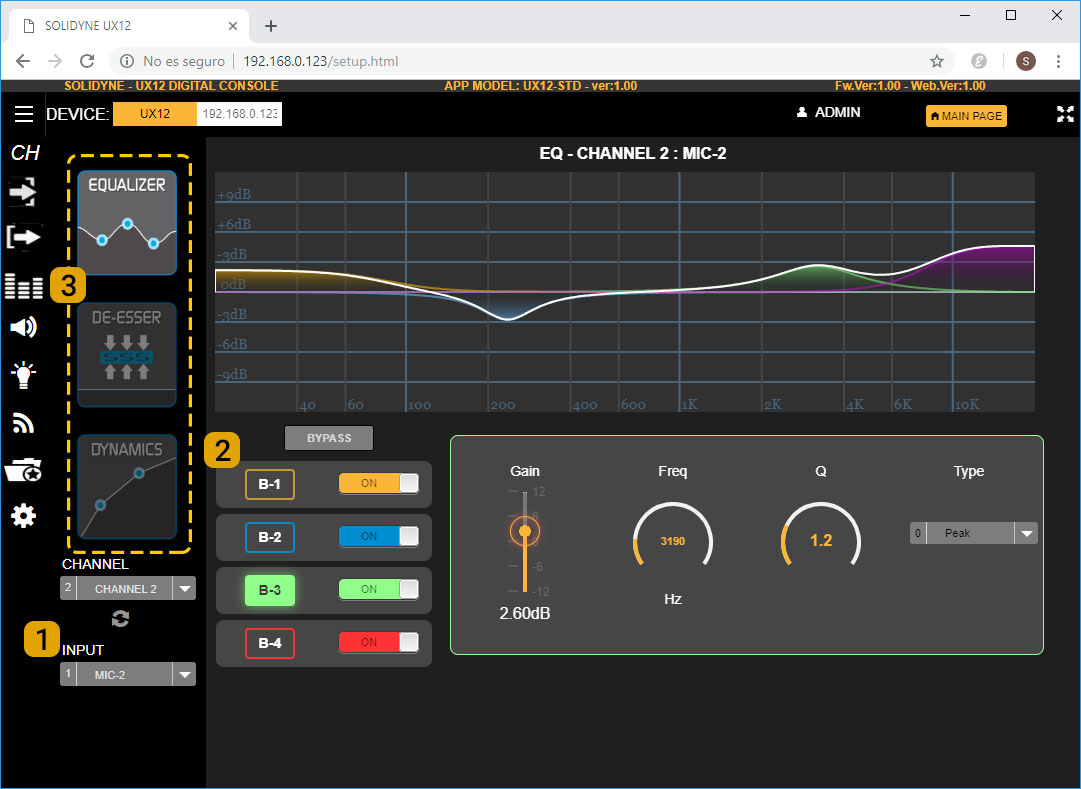 SOLIDYNE UX12
No es seguro 192.168.0.123/setup.html
S
SOLIDYNE - UX12 DIGITAL CONSOLE APP MODEL: UX12-STD - ver:1.00 Fw.Ver:1.00 - Web.Ver:1.00
DEVICE: UX12 192.168.0.123 ADMIN MAIN PAGE
CH
EQUALIZER
3
DE-ESSER
SSS
DYNAMICS
CHANNEL
2 CHANNEL 2
1
INPUT
1 MIC-2
EQ - CHANNEL 2 : MIC-2
+9dB
+6dB
-3dB
0dB
-3dB
-6dB
-9dB
40 60 100 200 400 600 1K 2K 4K 6K 10K
BYPASS
2
B-1 ON
B-2 ON
B-3 ON
B-4 ON
Gain Freq Q Type
12
-6
-12
2.60dB
3190
Hz
1.2
0 Peak